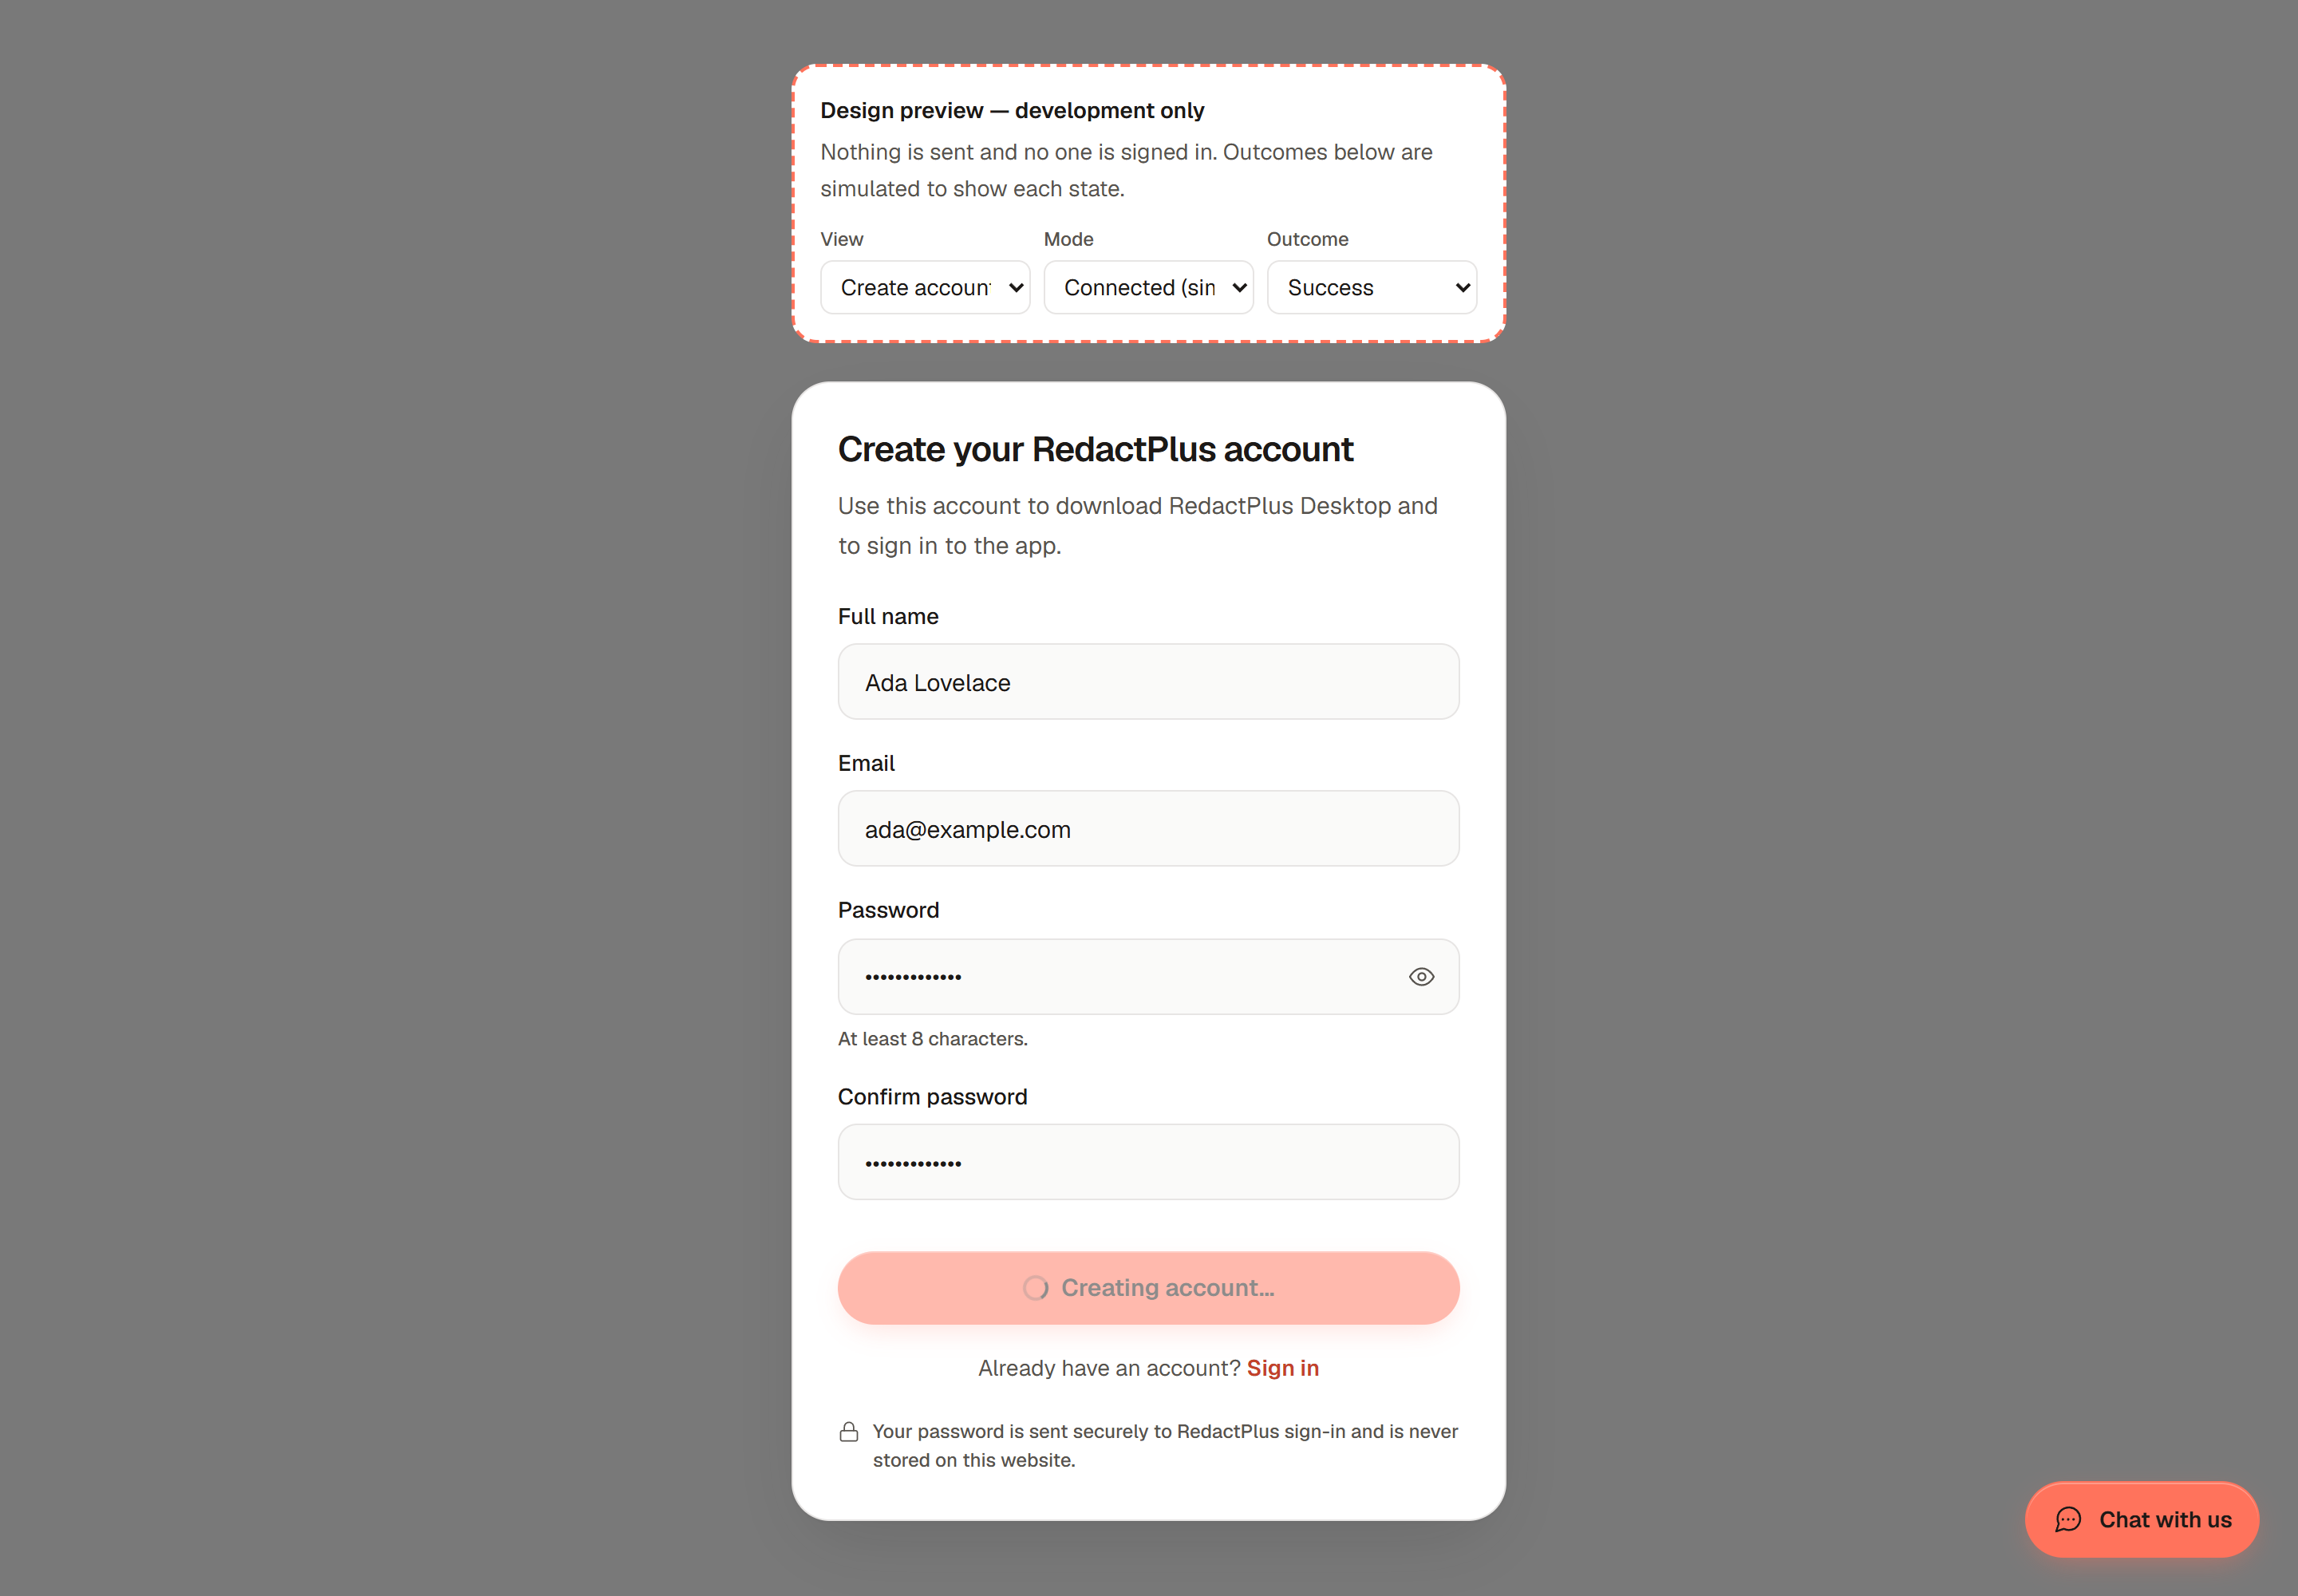 Design preview — development only
Nothing is sent and no one is signed in. Outcomes below are
simulated to show each state.
View
Mode
Outcome
Create accoun
Connected (sin
Success
Create your RedactPlus account
Use this account to download RedactPlus Desktop and
to sign in to the app.
Full name
Ada Lovelace
Email
ada@example.com
Password
•••••••••••••
At least 8 characters.
Confirm password
•••••••••••••
Creating account...
Already have an account? Sign in
Your password is sent securely to RedactPlus sign-in and is never
stored on this website.
Chat with us